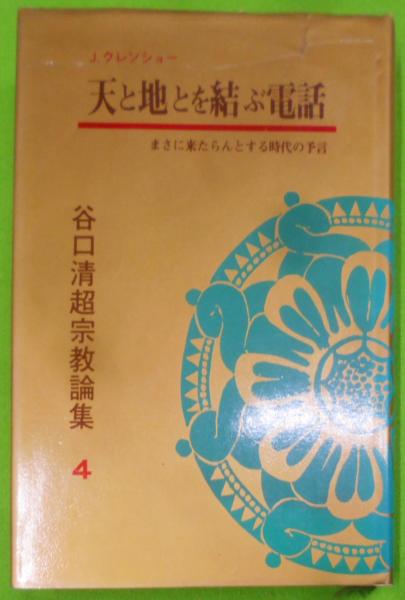 J.クレンショー
天と地とを結ぶ電話
まさに来たらんとする時代の予言
谷口清超宗教論集
4